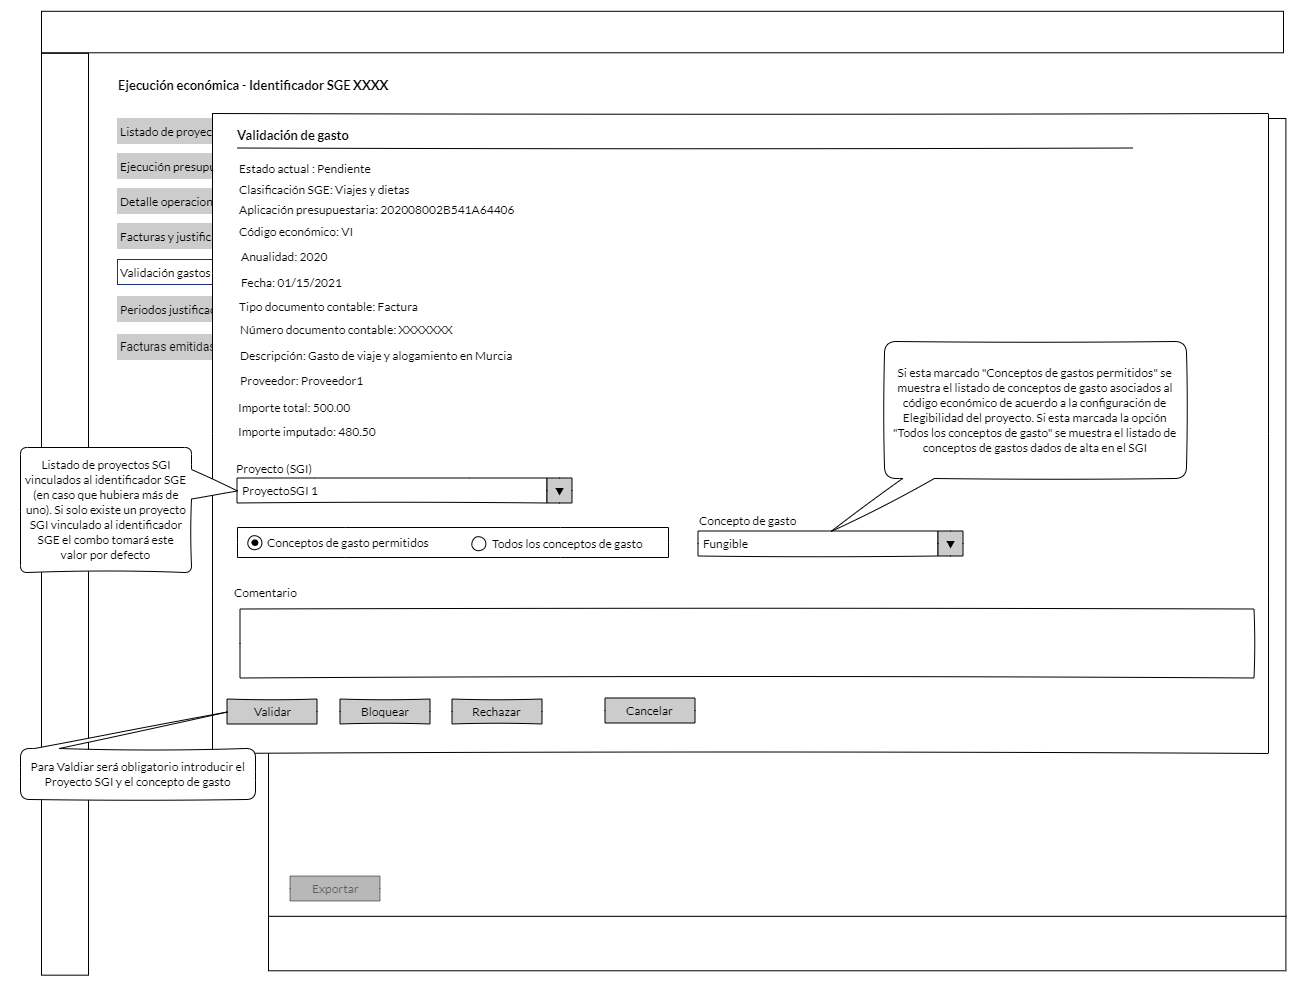 Ejecución económica - Identificador SGE XXXX
Listado de proyec
Ejecución presupu
Detalle operacion
Facturas y justific
Validación gastos
Periodos justificac
Facturas emitidas
Validación de gasto
Estado actual : Pendiente
Clasificación SGE: Viajes y dietas
Aplicación presupuestaria: 202008002B541A64406
Código económico: VI
Anualidad: 2020
Fecha: 01/15/2021
Tipo documento contable: Factura
Número documento contable: XXXXXXX
Descripción: Gasto de viaje y alogamiento en Murcia
Proveedor: Proveedor1
Importe total: 500.00
Importe imputado: 480.50
Si esta marcado "Conceptos de gastos permitidos" se
muestra el listado de conceptos de gasto asociados al
código económico de acuerdo a la configuración de
Elegibilidad del proyecto. Si esta marcada la opción
"Todos los conceptos de gasto" se muestra el listado de
conceptos de gastos dados de alta en el SGI
Listado de proyectos SGI
vinculados al identificador SGE
(en caso que hubiera más de
uno). Si solo existe un proyecto
SGI vinculado al identificador
SGE el combo tomará este
valor por defecto
Proyecto (SGI)
ProyectoSGI 1
Conceptos de gasto permitidos
Todos los conceptos de gasto
Concepto de gasto
Fungible
Comentario
Validar
Bloquear
Rechazar
Cancelar
Para Valdiar será obligatorio introducir el
Proyecto SGI y el concepto de gasto
Exportar